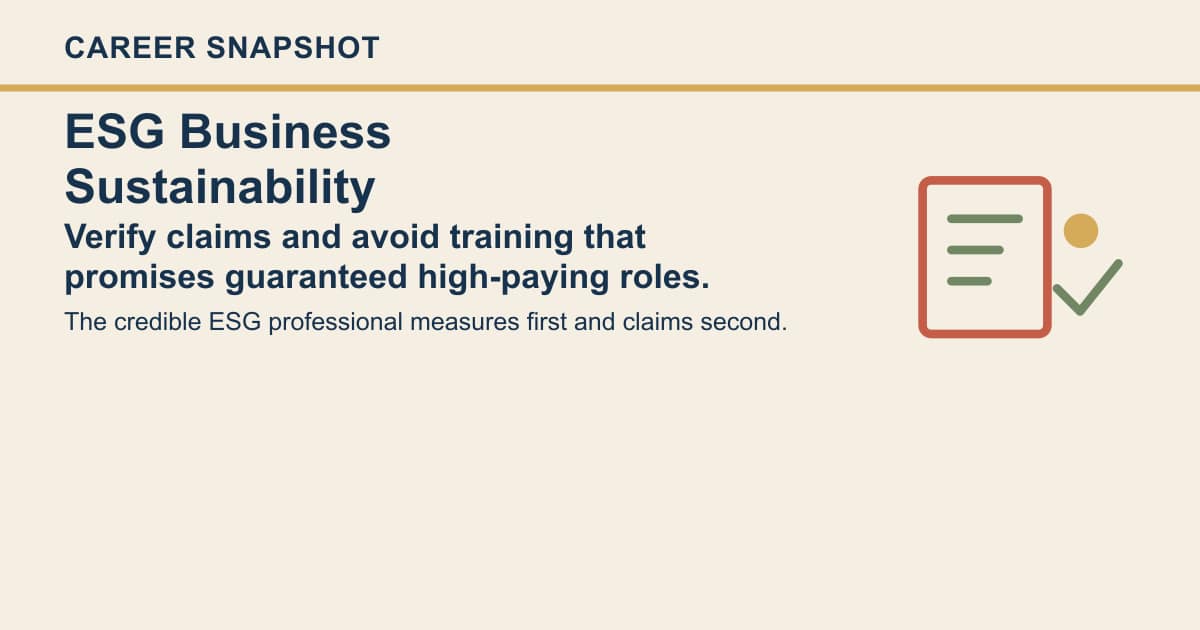 CAREER SNAPSHOT
ESG Business
Sustainability
Verify claims and avoid training that
promises guaranteed high-paying roles.
The credible ESG professional measures first and claims second.